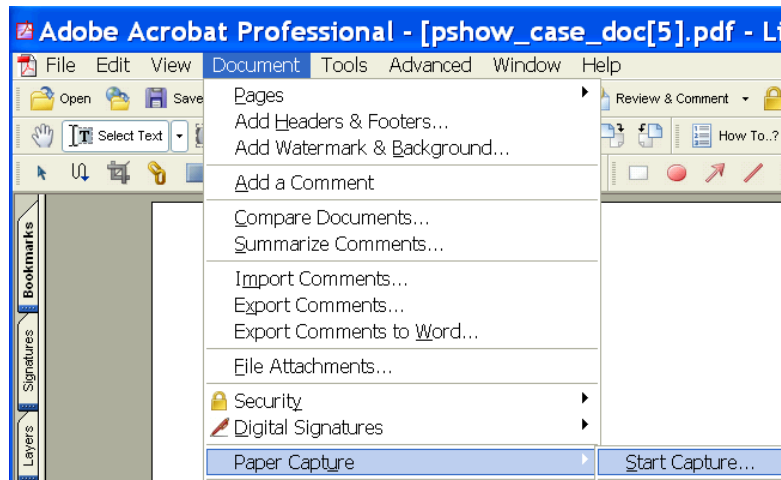 Adobe Acrobat Professional - [pshow_case_doc[5].pdf - Li
File Edit View Document Tools Advanced Window Help
Open Save Review & Comment
Select Text How To..?
Pages
Add Headers & Footers...
Add Watermark & Background...
Add a Comment
Compare Documents...
Summarize Comments...
Import Comments...
Export Comments...
Export Comments to Word...
File Attachments...
Security
Digital Signatures
Paper Capture Start Capture...
Bookmarks
Signatures
Layers